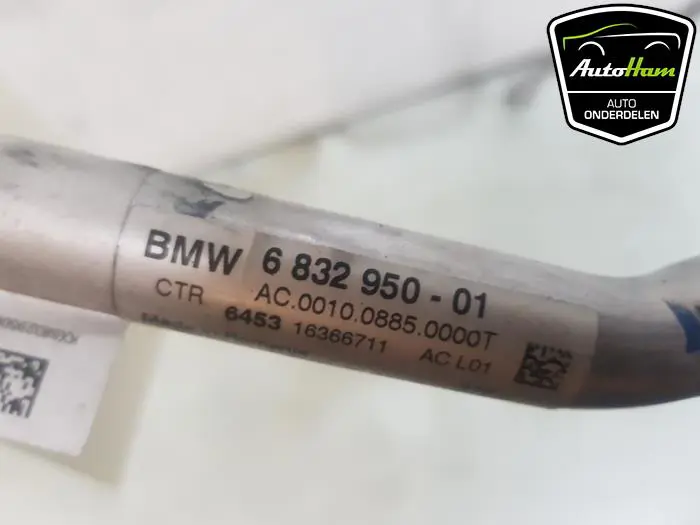 AutoHam
AUTO
ONDERDELEN
BMW 6 832 950 - 01
CTR AC.0010.0885.0000T
6453 16366711 AC L01